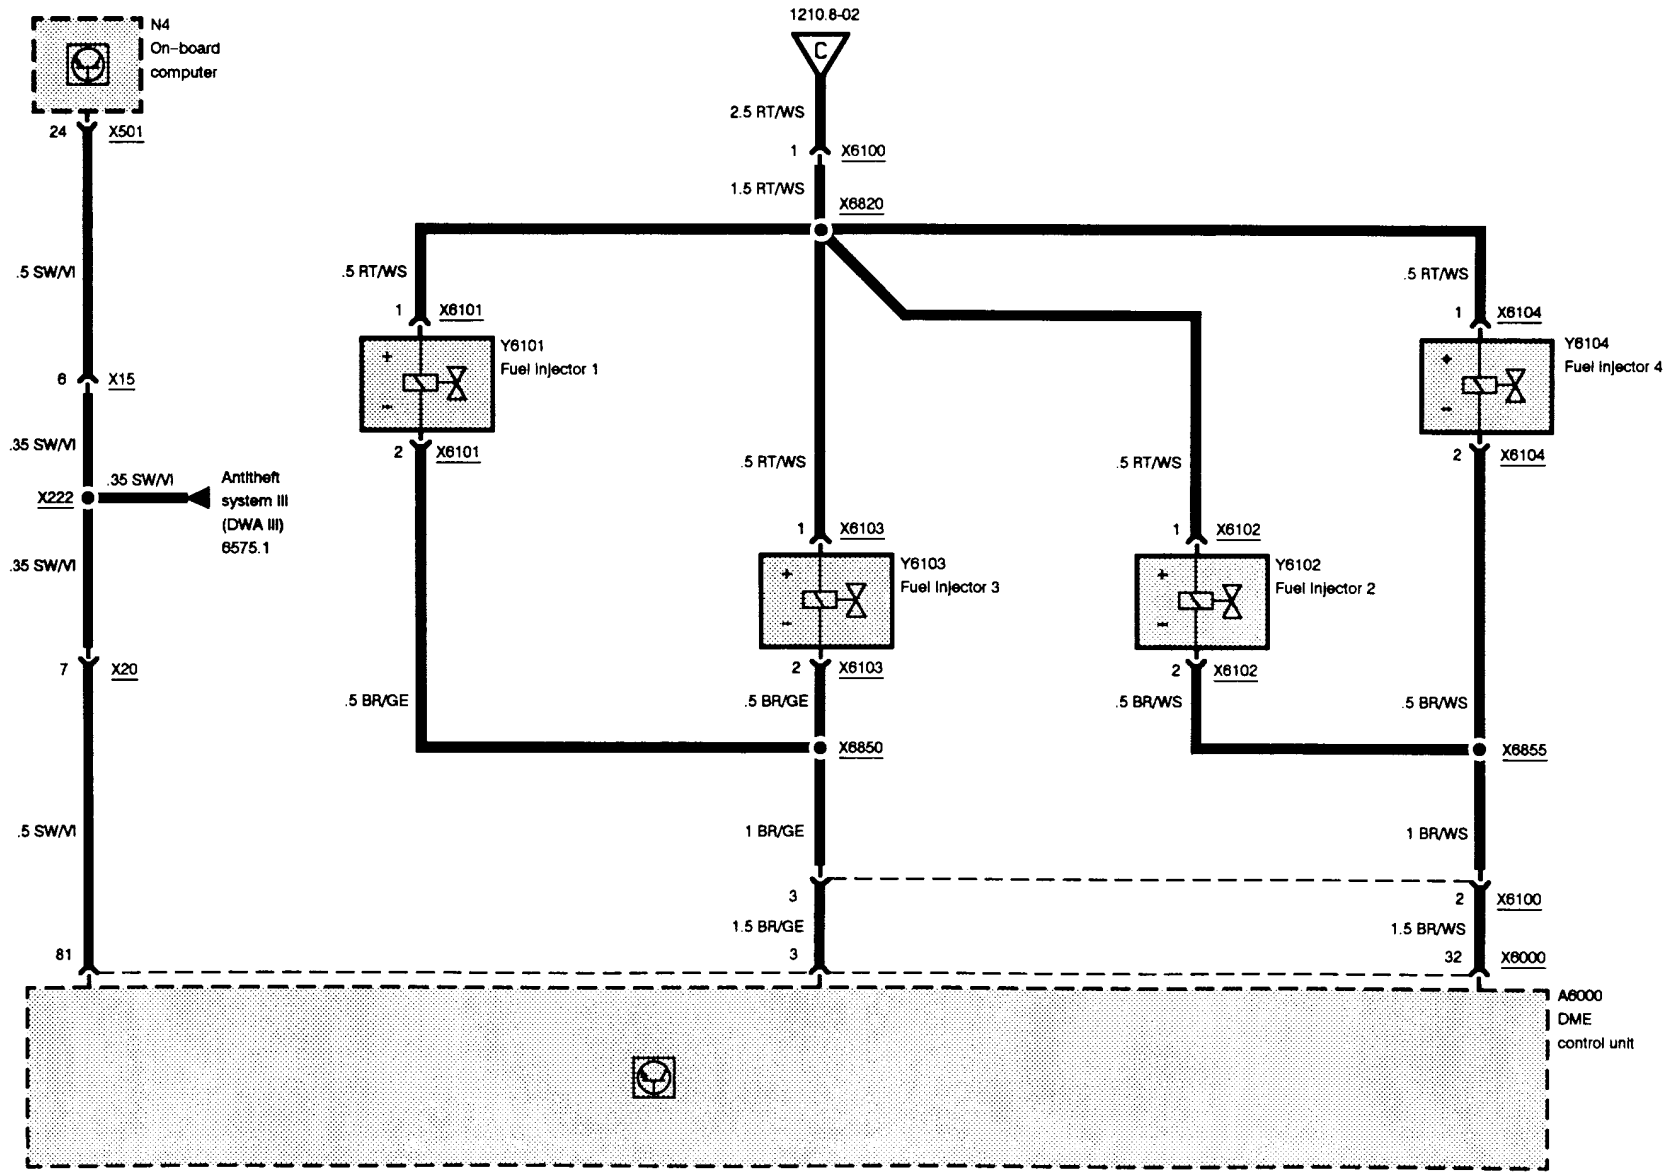 1210.8-02
C
N4
On-board
computer
24
X501
2.5 RT/WS
1
X6100
1.5 RT/WS
X6820
.5 SW/VI
.5 RT/WS
.5 RT/WS
1
X6101
1
X6104
Y6101
Fuel Injector 1
+
-
Y6104
Fuel Injector 4
+
-
6
X15
.35 SW/VI
2
X6101
2
X6104
.5 RT/WS
.5 RT/WS
X222
.35 SW/VI
Antitheft
system III
(DWA III)
6575.1
.35 SW/VI
1
X6103
1
X6102
Y6103
Fuel Injector 3
+
-
Y6102
Fuel Injector 2
+
-
7
X20
2
X6103
2
X6102
.5 BR/GE
.5 BR/GE
.5 BR/WS
.5 BR/WS
X6850
X6855
.5 SW/VI
1 BR/GE
1 BR/WS
3
2
X6100
1.5 BR/GE
1.5 BR/WS
81
3
32
X6000
A6000
DME
control unit